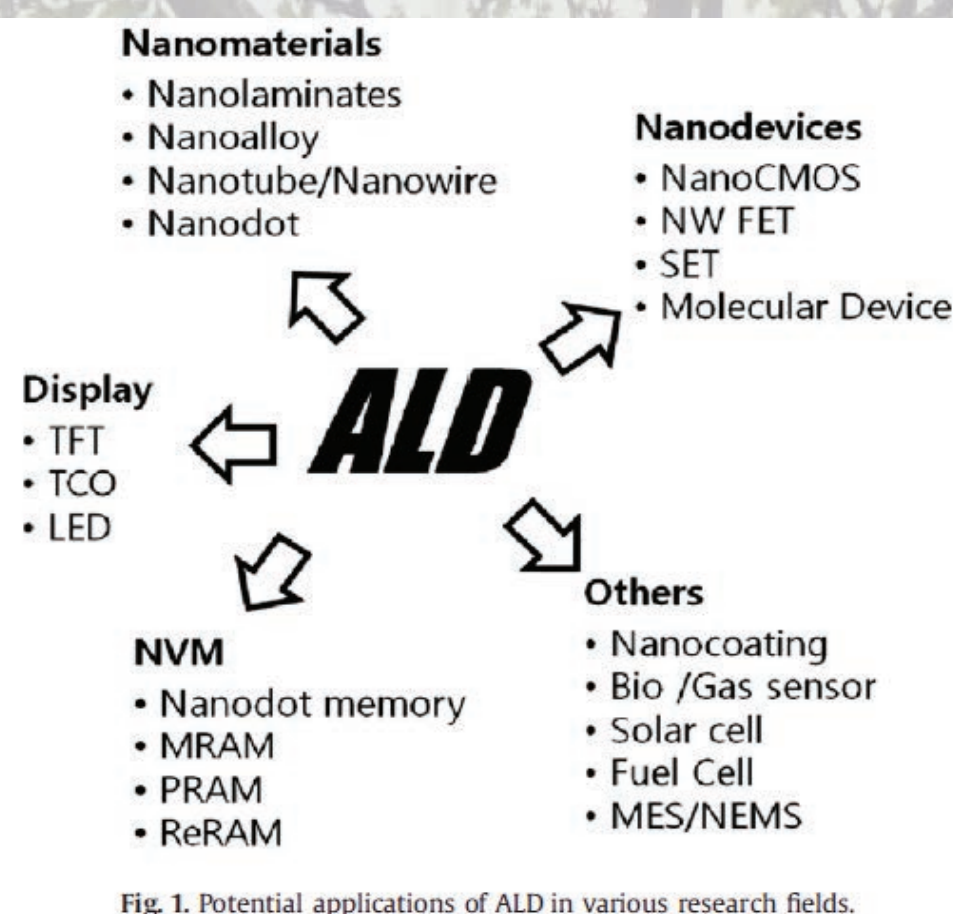 Nanomaterials
• Nanolaminates
• Nanoalloy
• Nanotube/Nanowire
• Nanodot
Nanodevices
• NanoCMOS
• NW FET
• SET
• Molecular Device
ALD
Display
• TFT
• TCO
• LED
NVM
• Nanodot memory
• MRAM
• PRAM
• ReRAM
Others
• Nanocoating
• Bio /Gas sensor
• Solar cell
• Fuel Cell
• MES/NEMS
Fig. 1. Potential applications of ALD in various research fields.